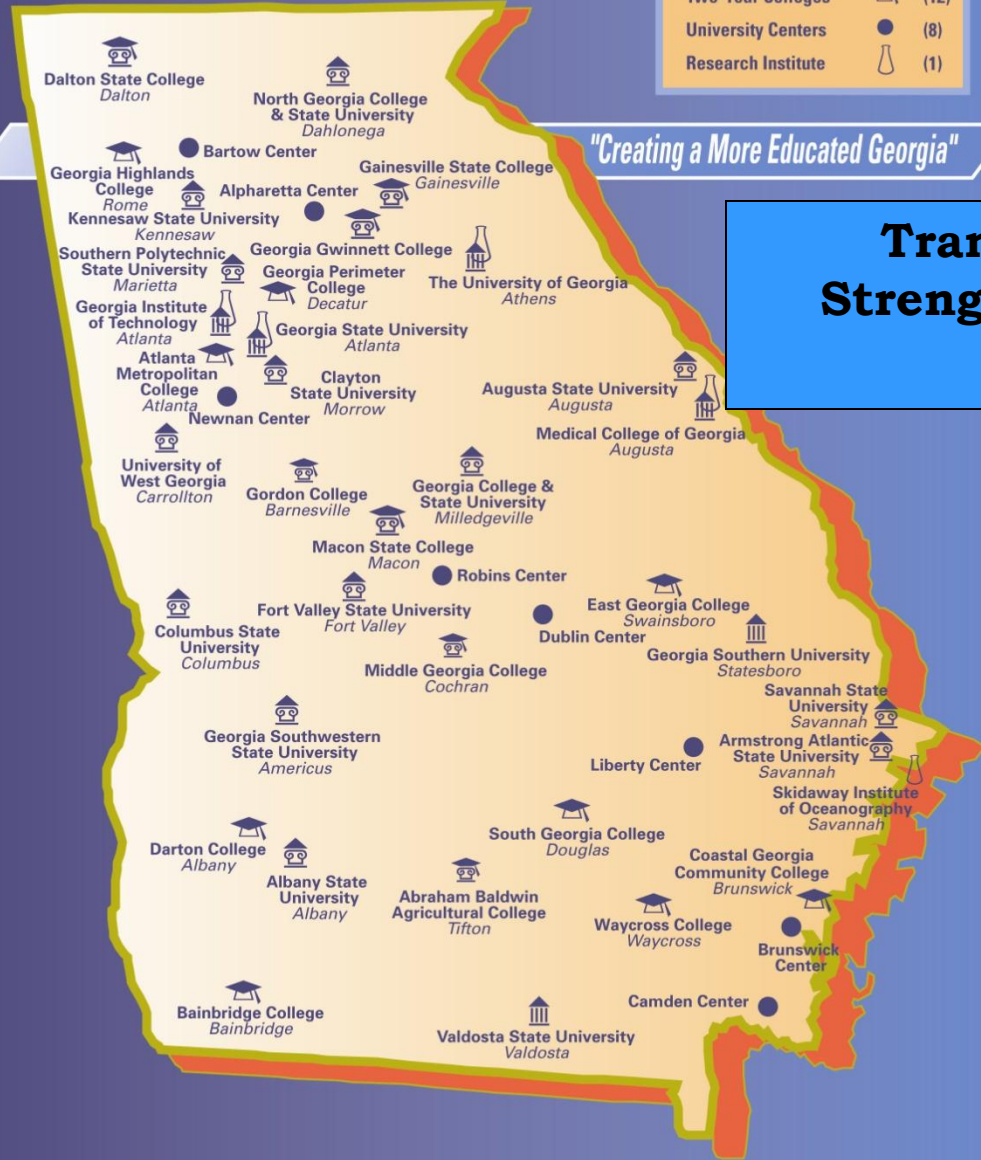 Two-Year Colleges (12)
University Centers (8)
Research Institute (1)
"Creating a More Educated Georgia"
Streng
Dalton State College
Dalton
North Georgia College
& State University
Dahlonega
Bartow Center
Georgia Highlands
College
Rome
Gainesville State College
Gainesville
Alpharetta Center
Kennesaw State University
Kennesaw
Georgia Gwinnett College
Southern Polytechnic
State University
Marietta
Georgia Perimeter
College
Decatur
The University of Georgia
Athens
Georgia Institute
of Technology
Atlanta
Georgia State University
Atlanta
Atlanta
Metropolitan
College
Atlanta
Clayton
State University
Morrow
Newnan Center
Augusta State University
Augusta
Medical College of Georgia
Augusta
University of
West Georgia
Carrollton
Gordon College
Barnesville
Georgia College &
State University
Milledgeville
Macon State College
Macon
Robins Center
Fort Valley State University
Fort Valley
East Georgia College
Swainsboro
Dublin Center
Columbus State
University
Columbus
Middle Georgia College
Cochran
Georgia Southern University
Statesboro
Savannah State
University
Savannah
Georgia Southwestern
State University
Americus
Armstrong Atlantic
State University
Savannah
Liberty Center
Skidaway Institute
of Oceanography
Savannah
South Georgia College
Douglas
Darton College
Albany
Albany State
University
Albany
Coastal Georgia
Community College
Brunswick
Abraham Baldwin
Agricultural College
Tifton
Waycross College
Waycross
Brunswick
Center
Camden Center
Bainbridge College
Bainbridge
Valdosta State University
Valdosta